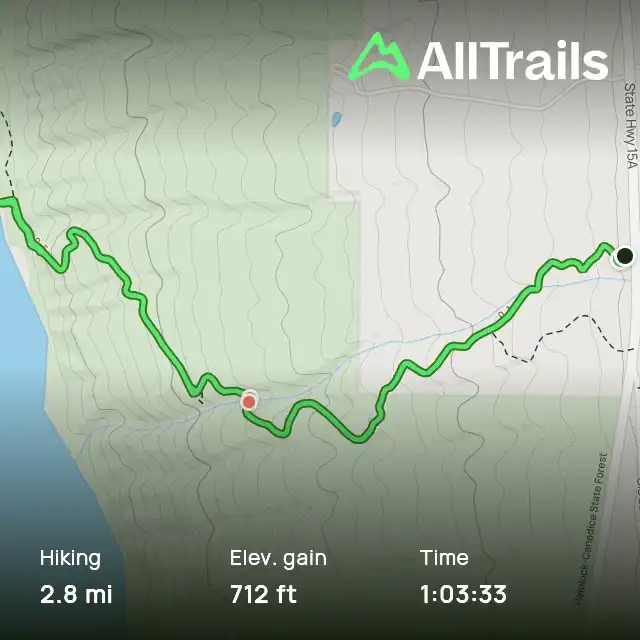 AllTrails
State Hwy 15A
Hemlock-Canadice State Forest
Hiking
2.8 mi
Elev. gain
712 ft
Time
1:03:33